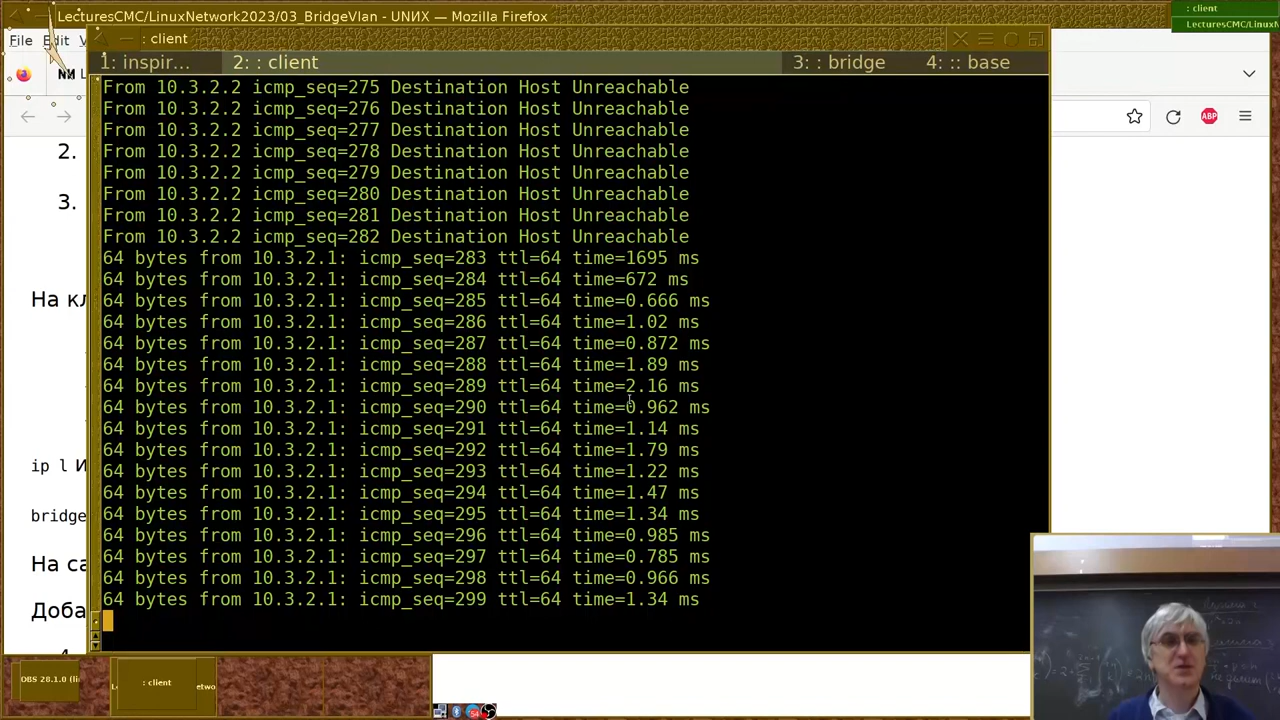 LecturesCMC/LinuxNetwork2023/03_BridgeVlan - UNИX — Mozilla Firefox
: client
LecturesCMC/LinuxN
File Edit V
: client
1: inspir... 2: : client 3: : bridge 4: :: base
NИ L
ABP
From 10.3.2.2 icmp_seq=275 Destination Host Unreachable
From 10.3.2.2 icmp_seq=276 Destination Host Unreachable
From 10.3.2.2 icmp_seq=277 Destination Host Unreachable
From 10.3.2.2 icmp_seq=278 Destination Host Unreachable
From 10.3.2.2 icmp_seq=279 Destination Host Unreachable
From 10.3.2.2 icmp_seq=280 Destination Host Unreachable
From 10.3.2.2 icmp_seq=281 Destination Host Unreachable
From 10.3.2.2 icmp_seq=282 Destination Host Unreachable
64 bytes from 10.3.2.1: icmp_seq=283 ttl=64 time=1695 ms
64 bytes from 10.3.2.1: icmp_seq=284 ttl=64 time=672 ms
64 bytes from 10.3.2.1: icmp_seq=285 ttl=64 time=0.666 ms
64 bytes from 10.3.2.1: icmp_seq=286 ttl=64 time=1.02 ms
64 bytes from 10.3.2.1: icmp_seq=287 ttl=64 time=0.872 ms
64 bytes from 10.3.2.1: icmp_seq=288 ttl=64 time=1.89 ms
64 bytes from 10.3.2.1: icmp_seq=289 ttl=64 time=2.16 ms
64 bytes from 10.3.2.1: icmp_seq=290 ttl=64 time=0.962 ms
64 bytes from 10.3.2.1: icmp_seq=291 ttl=64 time=1.14 ms
64 bytes from 10.3.2.1: icmp_seq=292 ttl=64 time=1.79 ms
64 bytes from 10.3.2.1: icmp_seq=293 ttl=64 time=1.22 ms
64 bytes from 10.3.2.1: icmp_seq=294 ttl=64 time=1.47 ms
64 bytes from 10.3.2.1: icmp_seq=295 ttl=64 time=1.34 ms
64 bytes from 10.3.2.1: icmp_seq=296 ttl=64 time=0.985 ms
64 bytes from 10.3.2.1: icmp_seq=297 ttl=64 time=0.785 ms
64 bytes from 10.3.2.1: icmp_seq=298 ttl=64 time=0.966 ms
64 bytes from 10.3.2.1: icmp_seq=299 ttl=64 time=1.34 ms
2.
3.
На кл
ip l И
bridge
На са
Доба
OBS 28.1.0 (li
: client
etwo
54